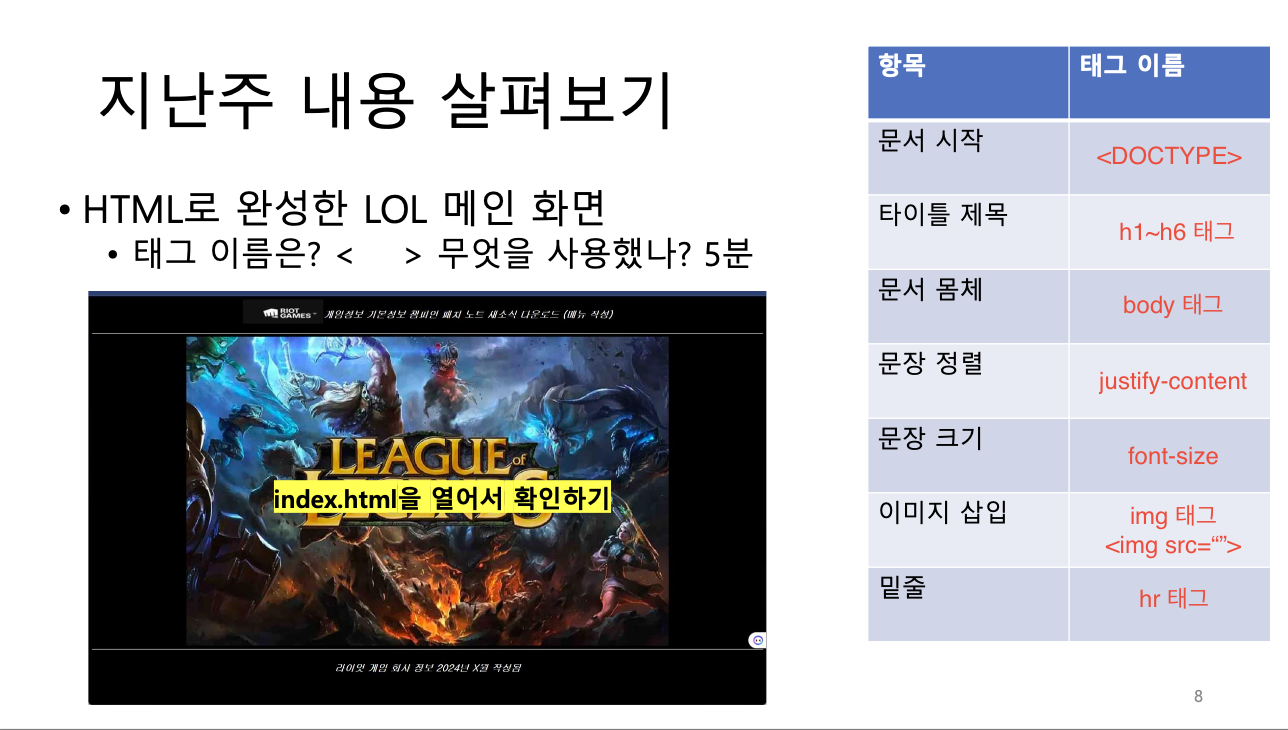 지난주 내용 살펴보기
• HTML로 완성한 LOL 메인 화면
• 태그 이름은? < > 무엇을 사용했나? 5분
RIOT
GAMES
게임정보 기본정보 챔피언 패치 노트 새소식 다운로드 (메뉴 작성)
LEAGUE of
LEGENDS
index.html을 열어서 확인하기
라이엇 게임 회사 정보 2024년 X월 작성됨
항목 태그 이름
문서 시작 <DOCTYPE>
타이틀 제목 h1~h6 태그
문서 몸체 body 태그
문장 정렬 justify-content
문장 크기 font-size
이미지 삽입 img 태그
<img src=“”>
밑줄 hr 태그
8